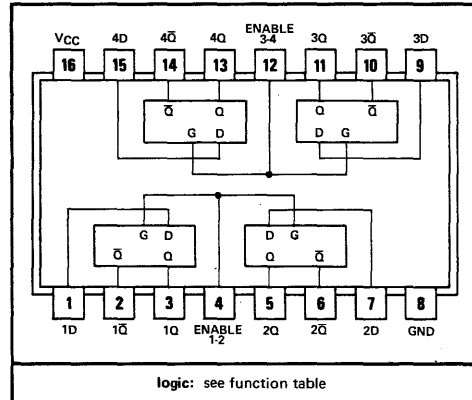 ENABLE
VCC 4D 4Q̅ 4Q 3-4 3Q 3Q̅ 3D
16 15 14 13 12 11 10 9
Q̅ Q Q Q̅
G D D G
G D D G
Q̅ Q Q Q̅
1 2 3 4 5 6 7 8
1D 1Q̅ 1Q ENABLE 2Q 2Q̅ 2D GND
1-2
logic: see function table